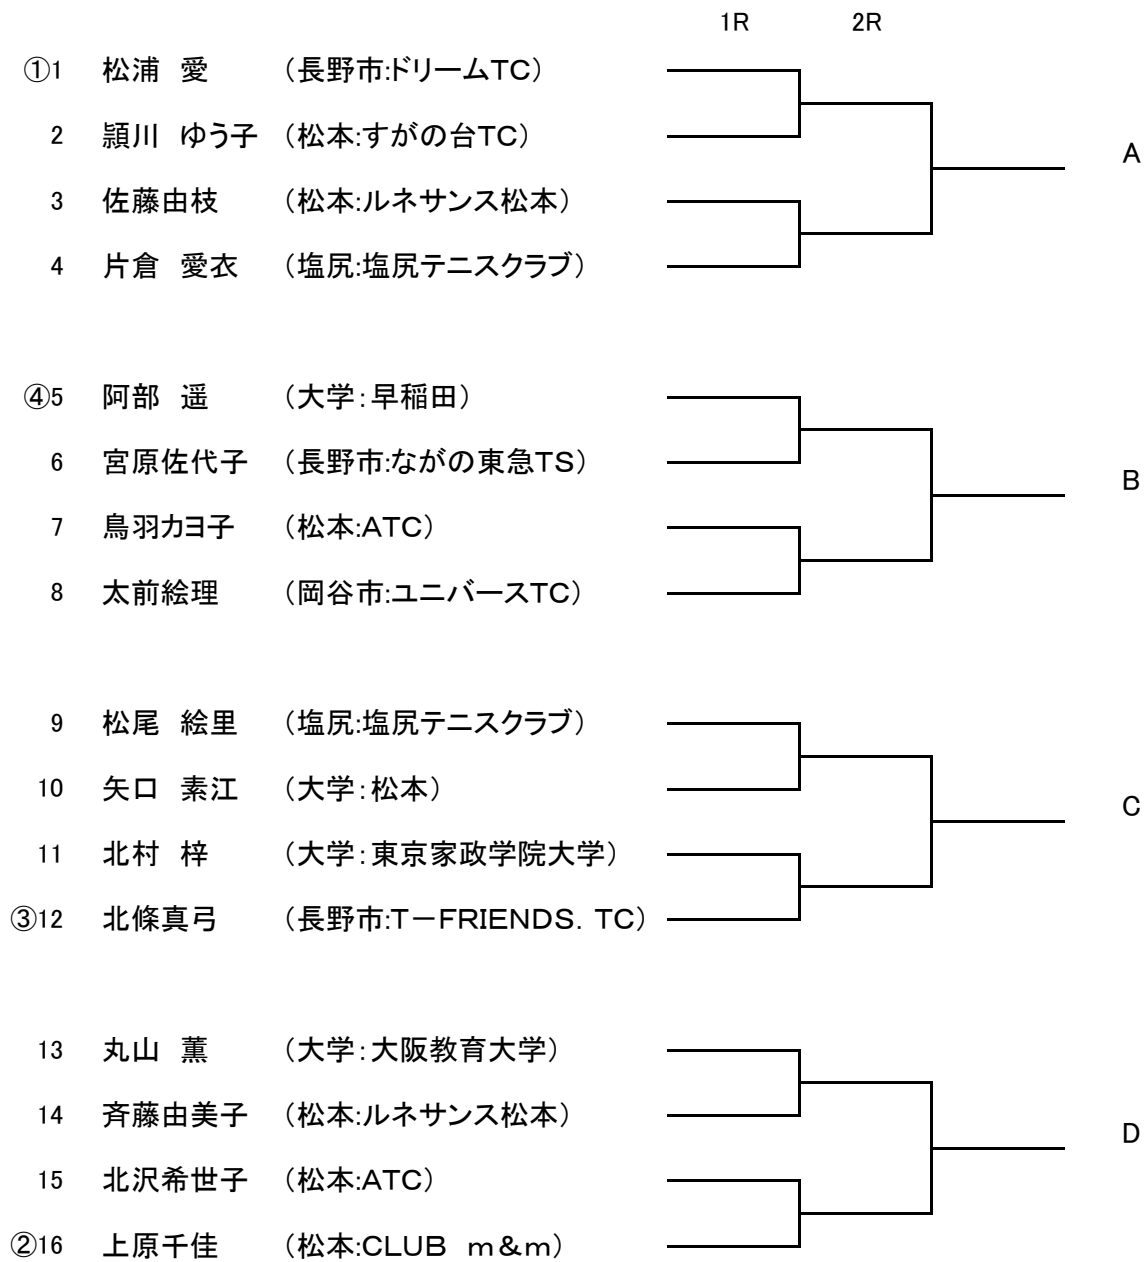 1R 2R
①1 松浦 愛 （長野市:ドリームTC）
2 潁川 ゆう子 （松本:すがの台TC）
A
3 佐藤由枝 （松本:ルネサンス松本）
4 片倉 愛衣 （塩尻:塩尻テニスクラブ）
④5 阿部 遥 （大学：早稲田）
6 宮原佐代子 （長野市:ながの東急TS）
B
7 鳥羽カヨ子 （松本:ATC）
8 太前絵理 （岡谷市:ユニバースTC）
9 松尾 絵里 （塩尻:塩尻テニスクラブ）
10 矢口 素江 （大学：松本）
C
11 北村 梓 （大学：東京家政学院大学）
③12 北條真弓 （長野市:T－FRIENDS．TC）
13 丸山 薫 （大学：大阪教育大学）
14 斉藤由美子 （松本:ルネサンス松本）
D
15 北沢希世子 （松本:ATC）
②16 上原千佳 （松本:CLUB m＆m）